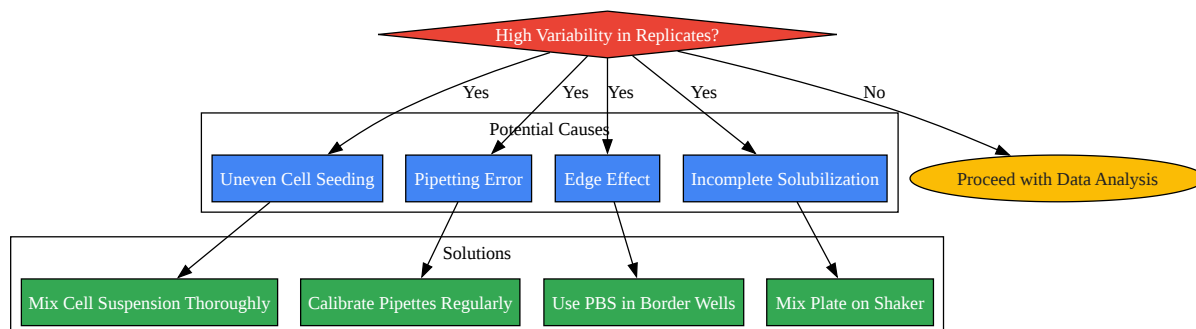 High Variability in Replicates?
Yes
Yes
Yes
Yes
No
Potential Causes
Uneven Cell Seeding
Pipetting Error
Edge Effect
Incomplete Solubilization
Proceed with Data Analysis
Solutions
Mix Cell Suspension Thoroughly
Calibrate Pipettes Regularly
Use PBS in Border Wells
Mix Plate on Shaker